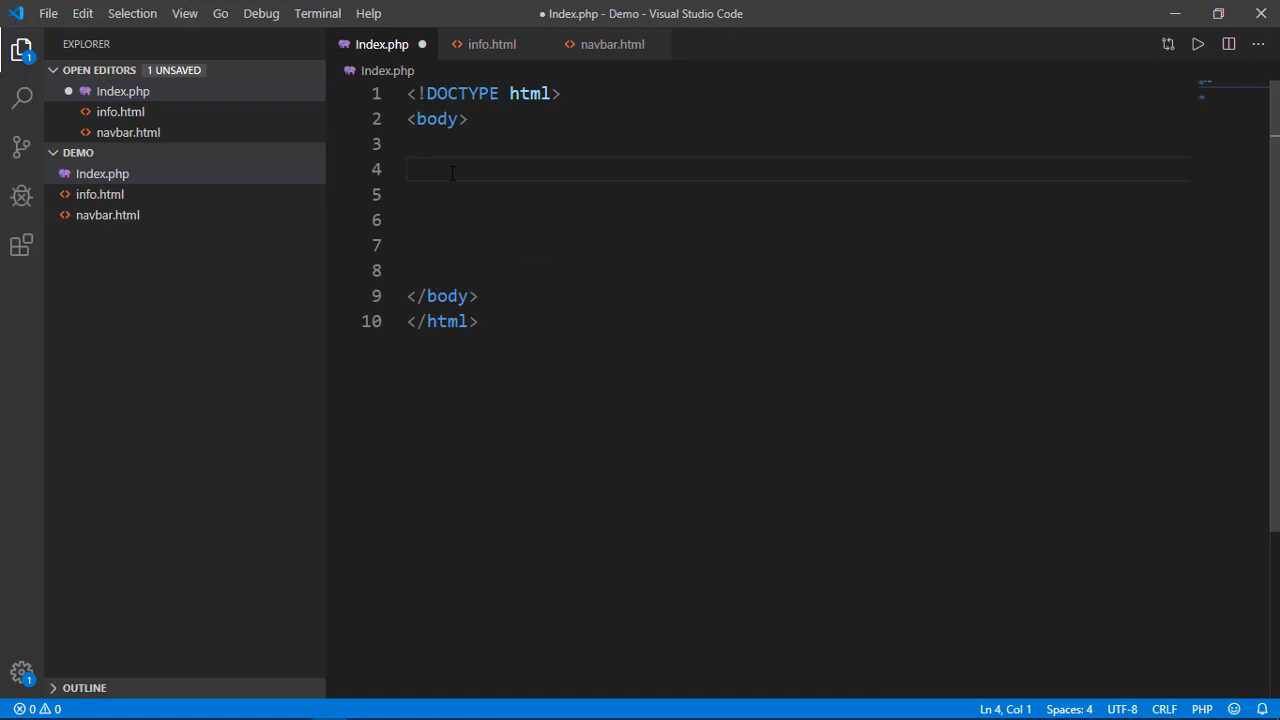 File Edit Selection View Go Debug Terminal Help ● Index.php - Demo - Visual Studio Code
EXPLORER
OPEN EDITORS 1 UNSAVED
Index.php
info.html
navbar.html
DEMO
Index.php
info.html
navbar.html
OUTLINE
Index.php info.html navbar.html
Index.php
1 <!DOCTYPE html>
2 <body>
3
4
5
6
7
8
9 </body>
10 </html>
1
1
0 0 Ln 4, Col 1 Spaces: 4 UTF-8 CRLF PHP